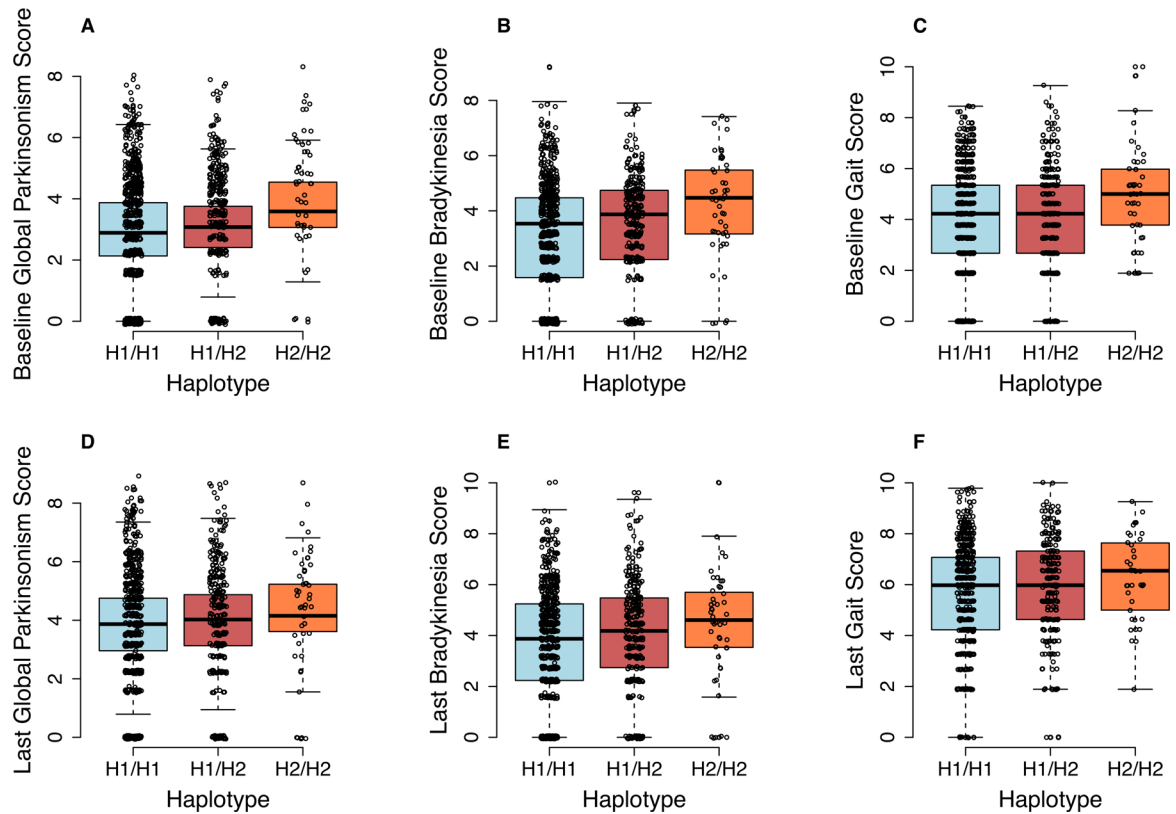 A
Baseline Global Parkinsonism Score
8
6
4
2
0
H1/H1 H1/H2 H2/H2
Haplotype
B
Baseline Bradykinesia Score
8
6
4
2
0
H1/H1 H1/H2 H2/H2
Haplotype
C
Baseline Gait Score
10
8
6
4
2
0
H1/H1 H1/H2 H2/H2
Haplotype
D
Last Global Parkinsonism Score
8
6
4
2
0
H1/H1 H1/H2 H2/H2
Haplotype
E
Last Bradykinesia Score
10
8
6
4
2
0
H1/H1 H1/H2 H2/H2
Haplotype
F
Last Gait Score
10
8
6
4
2
0
H1/H1 H1/H2 H2/H2
Haplotype